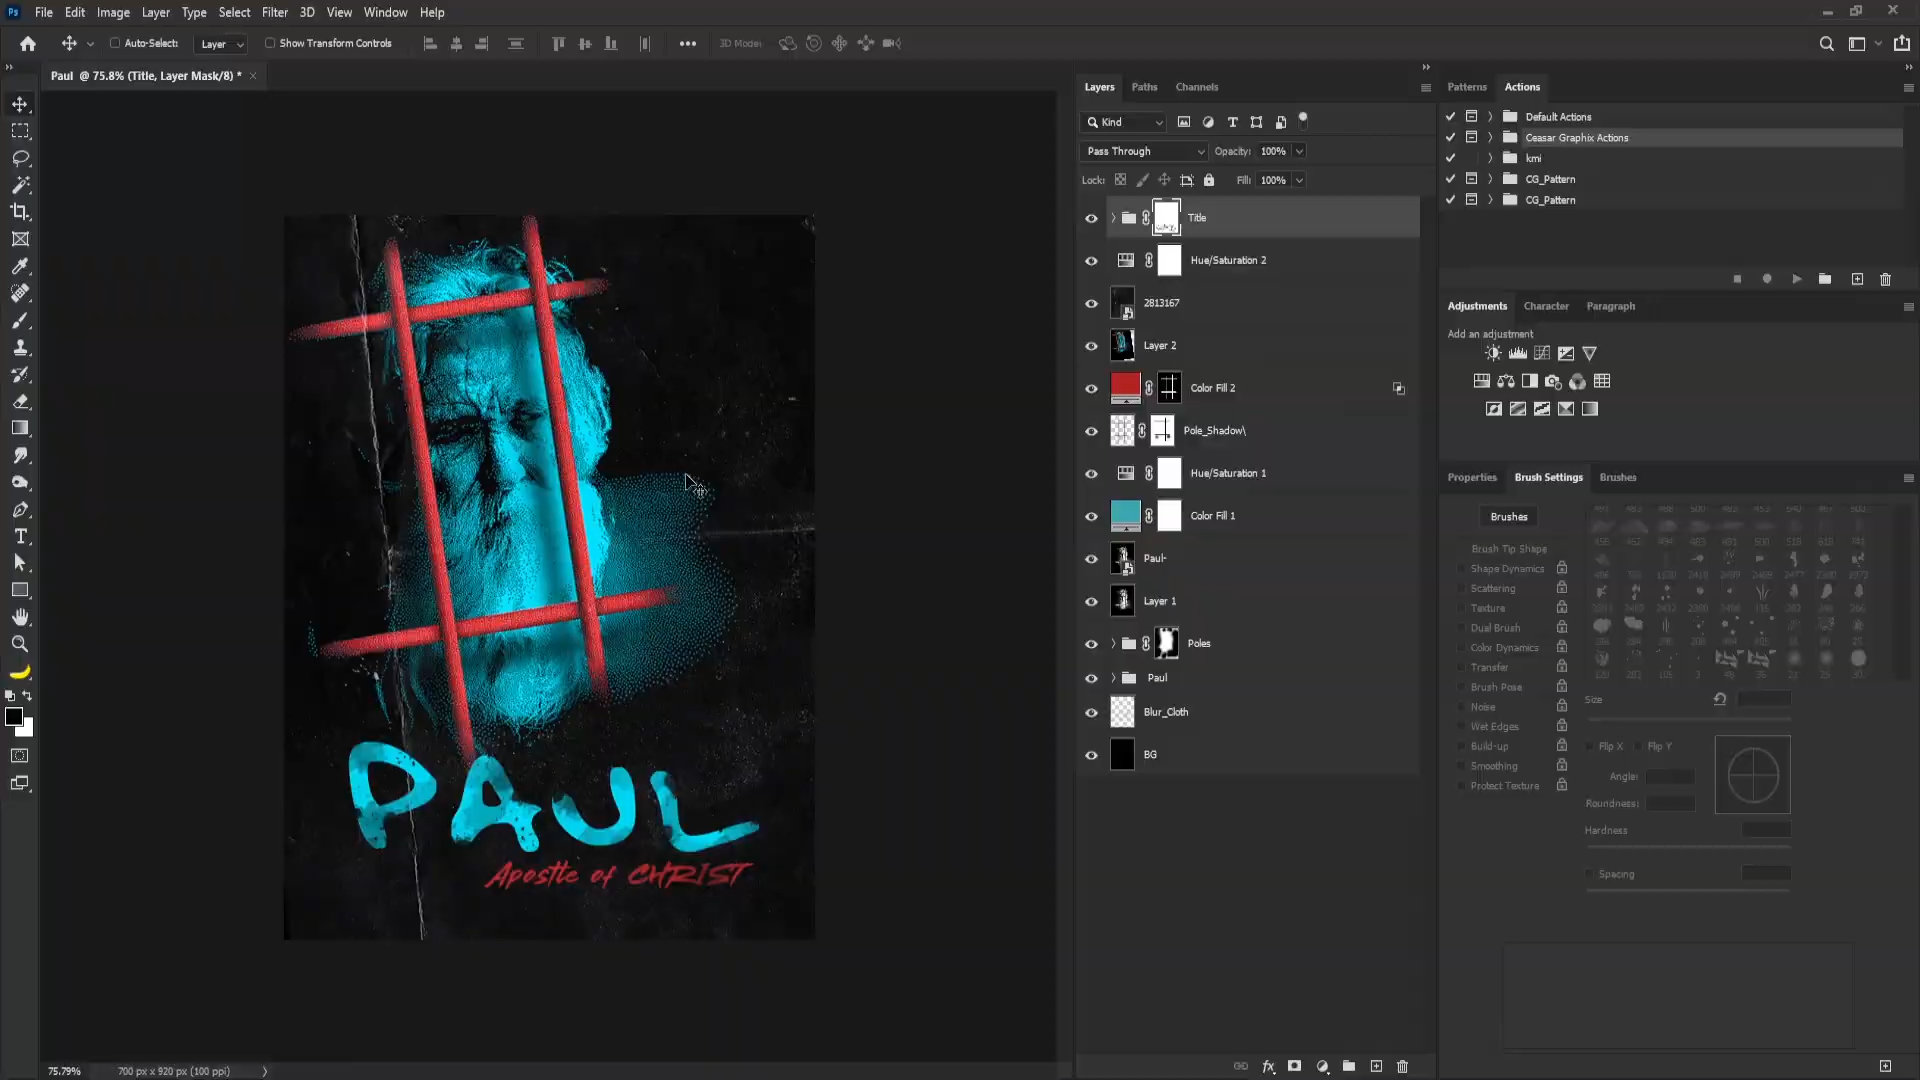 Ps File Edit Image Layer Type Select Filter 3D View Window Help
Auto-Select: Layer Show Transform Controls 3D Mode:
Paul @ 75.8% (Title, Layer Mask/8) *
PAUL
Apostle of CHRIST
75.79% 700 px x 920 px (100 ppi)
Layers Paths Channels
Kind
Pass Through Opacity: 100%
Lock: Fill: 100%
Title
Hue/Saturation 2
2813167
Layer 2
Color Fill 2
Pole_Shadow\
Hue/Saturation 1
Color Fill 1
Paul-
Layer 1
Poles
Paul
Blur_Cloth
BG
fx
Patterns Actions
Default Actions
Ceasar Graphix Actions
kmi
CG_Pattern
CG_Pattern
Adjustments Character Paragraph
Add an adjustment
Properties Brush Settings Brushes
Brushes
Brush Tip Shape
Shape Dynamics
Scattering
Texture
Dual Brush
Color Dynamics
Transfer
Brush Pose
Noise
Wet Edges
Build-up
Smoothing
Protect Texture
Size
Flip X Flip Y
Angle:
Roundness:
Hardness
Spacing